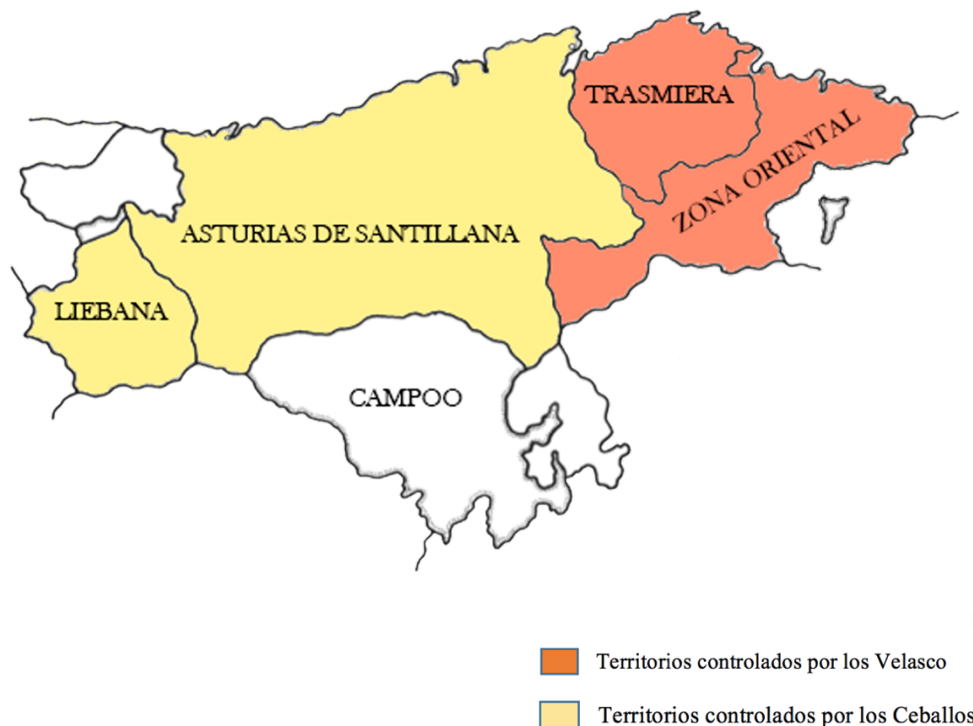 TRASMIERA
ZONA ORIENTAL
ASTURIAS DE SANTILLANA
LIEBANA
CAMPOO
Territorios controlados por los Velasco
Territorios controlados por los Ceballos